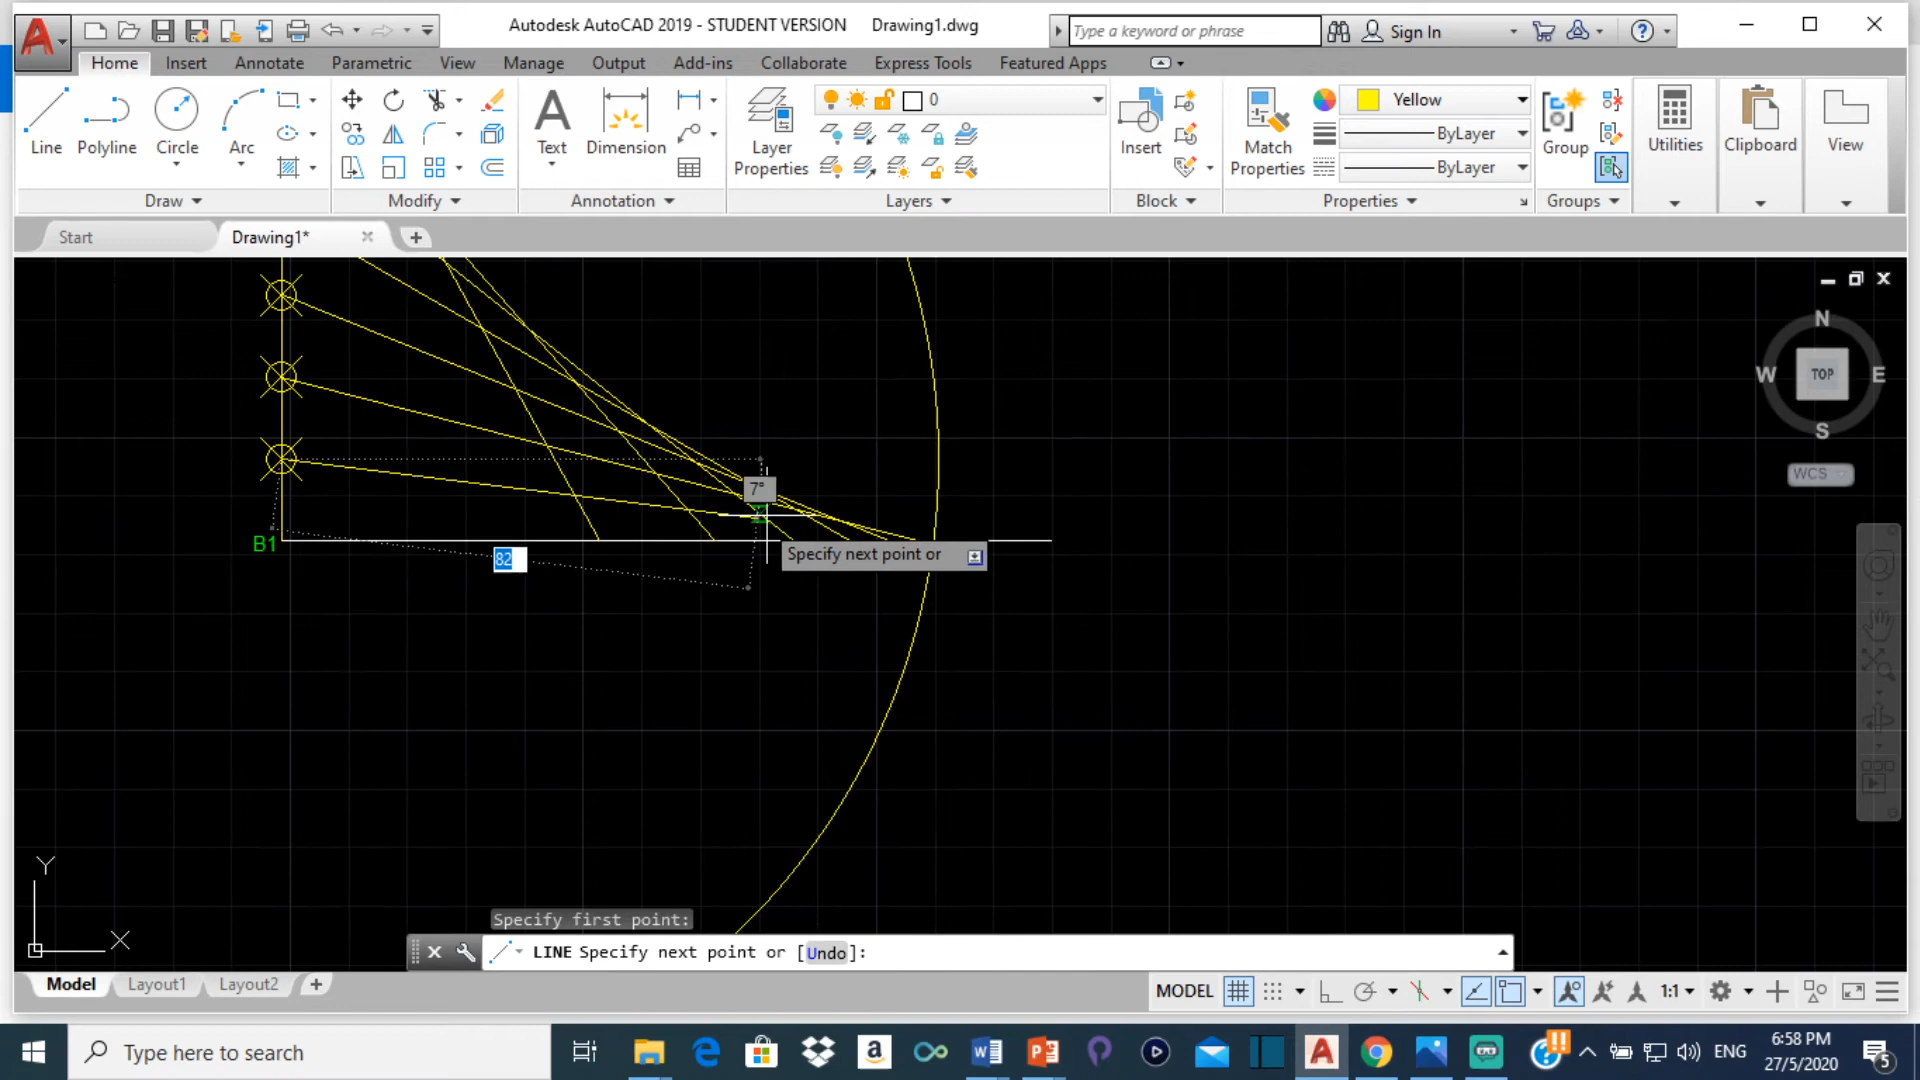 Autodesk AutoCAD 2019 - STUDENT VERSION Drawing1.dwg
Type a keyword or phrase
Sign In
Home Insert Annotate Parametric View Manage Output Add-ins Collaborate Express Tools Featured Apps
Line Polyline Circle Arc
Text Dimension
Layer Properties
0
Insert
Match Properties
Yellow
ByLayer
ByLayer
Group
Utilities
Clipboard
View
Draw Modify Annotation Layers Block Properties Groups
Start Drawing1*
N
W TOP E
S
WCS
7°
B1
82
Specify next point or
Y
X
Specify first point:
LINE Specify next point or [Undo]:
Model Layout1 Layout2
MODEL
1:1
Type here to search
ENG
6:58 PM
27/5/2020
5